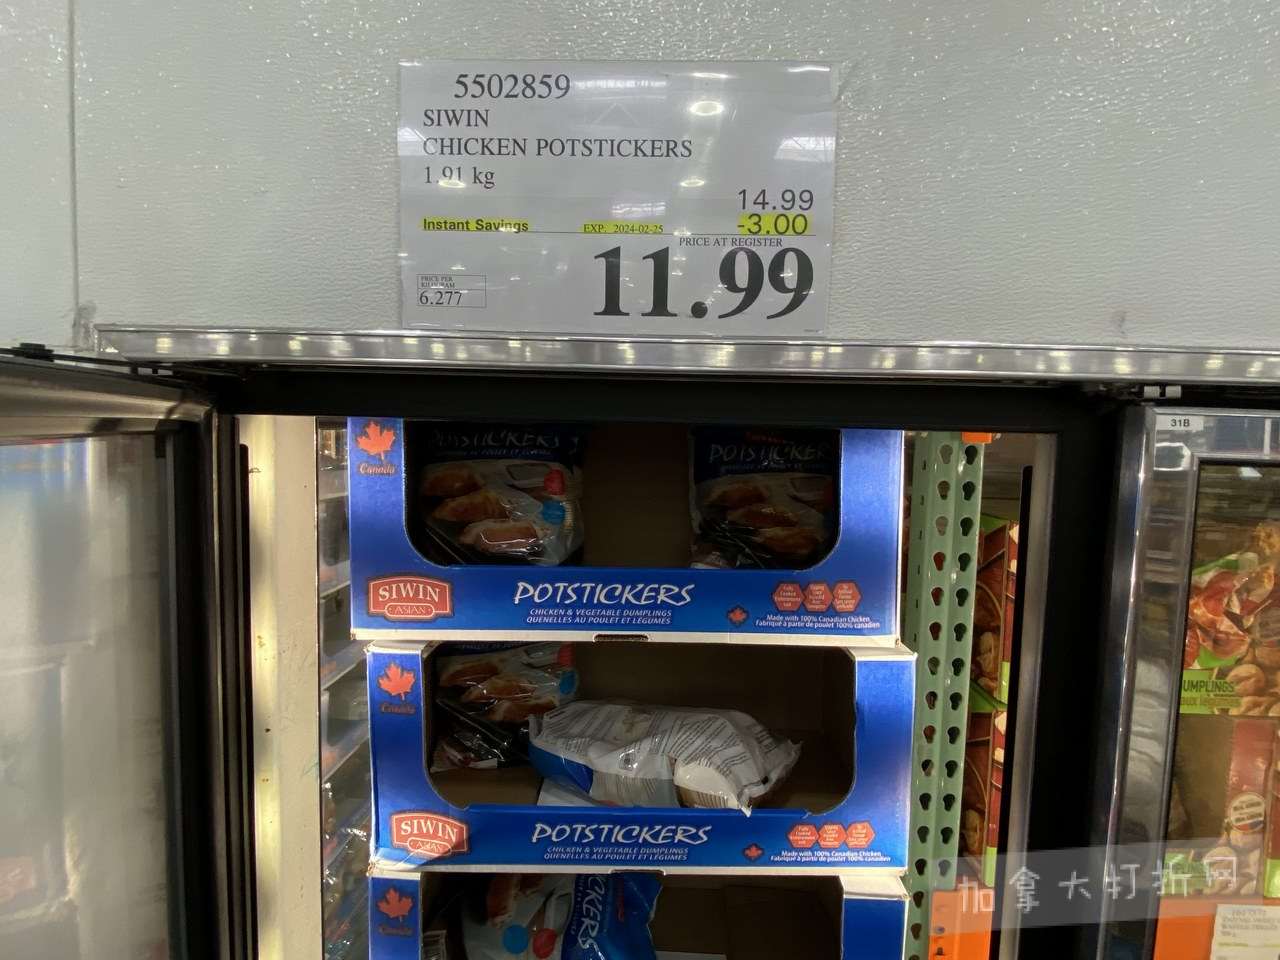 5502859
SIWIN
CHICKEN POTSTICKERS
1.91 kg
14.99
Instant Savings EXP. 2024-02-25 -3.00
PRICE AT REGISTER
11.99
PRICE PER
KILOGRAM
6.277
31B
Canada
POTSTICKERS
SIWIN
ASIAN
POTSTICKERS
CHICKEN & VEGETABLE DUMPLINGS
QUENELLES AU POULET ET LÉGUMES
Made with 100% Canadian Chicken
Fabriqué à partir de poulet 100% canadien
Canada
SIWIN
ASIAN
POTSTICKERS
CHICKEN & VEGETABLE DUMPLINGS
QUENELLES AU POULET ET LÉGUMES
Made with 100% Canadian Chicken
Fabriqué à partir de poulet 100% canadien
Canada
UMPLINGS
加拿大打折网